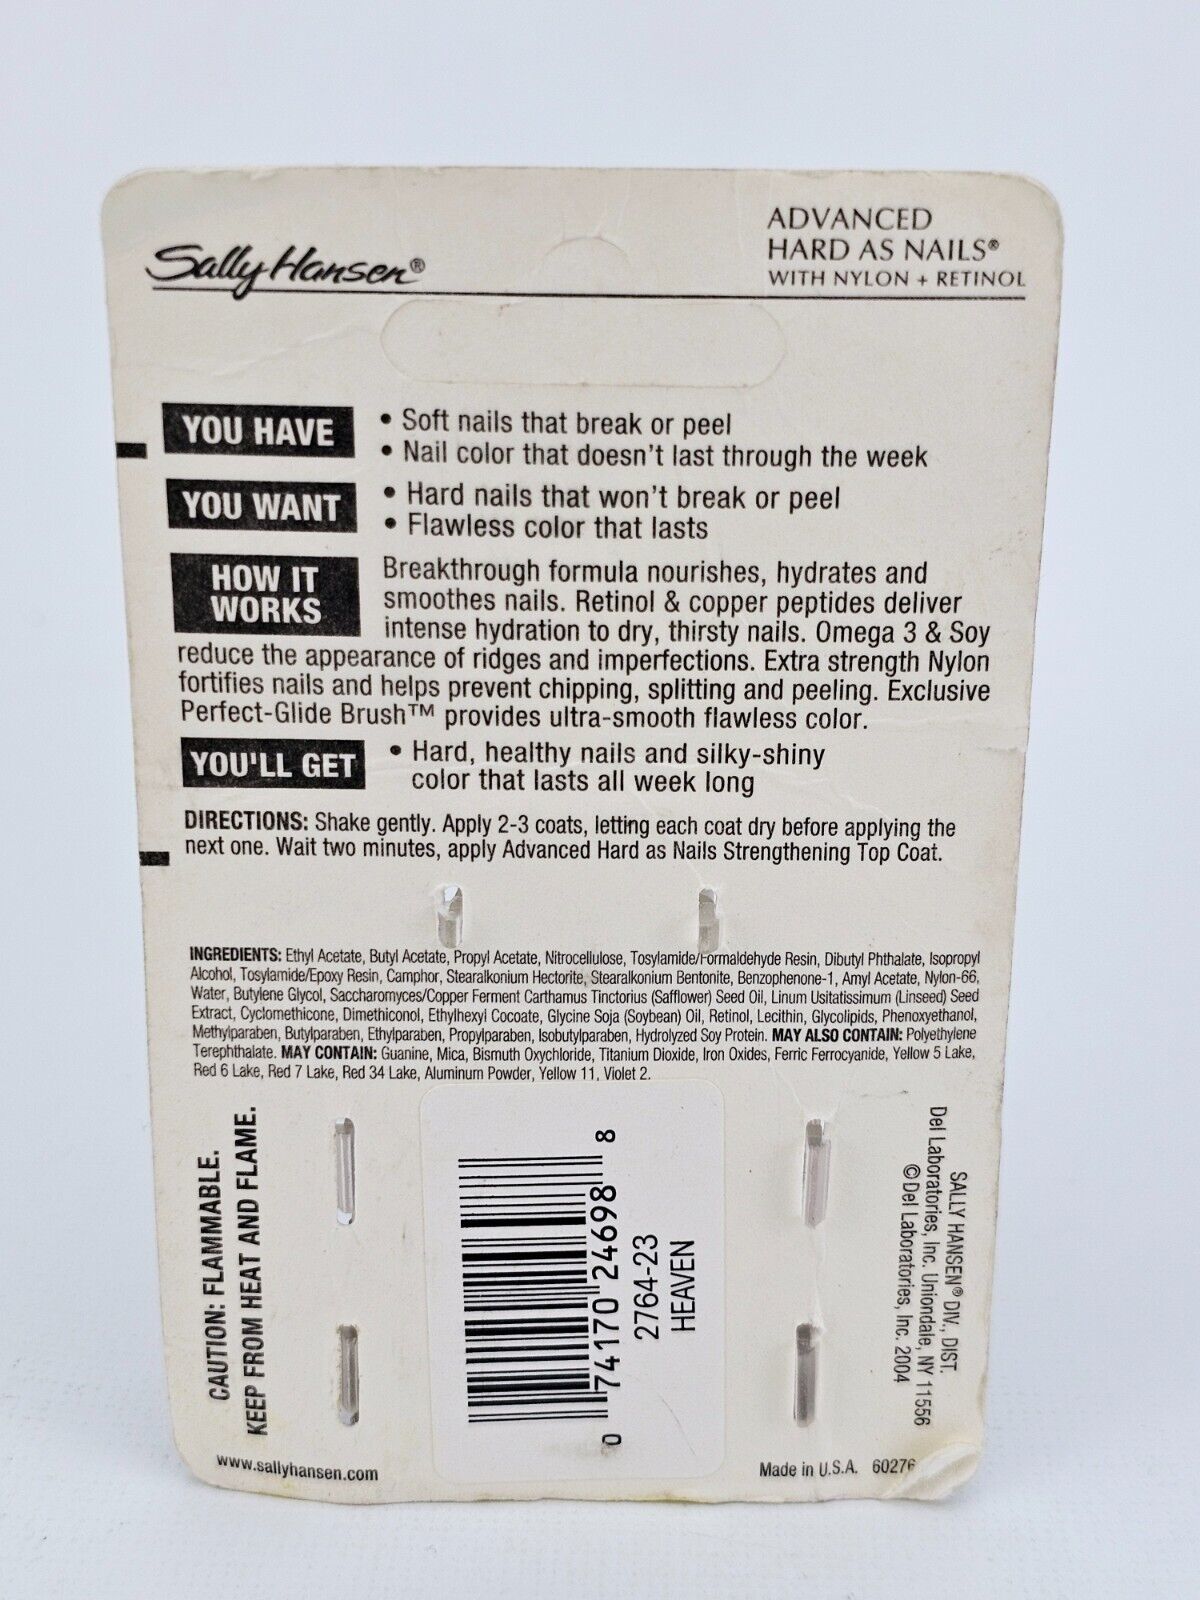 Sally Hansen®
ADVANCED
HARD AS NAILS®
WITH NYLON + RETINOL
YOU HAVE
• Soft nails that break or peel
• Nail color that doesn't last through the week
YOU WANT
• Hard nails that won't break or peel
• Flawless color that lasts
HOW IT
WORKS
Breakthrough formula nourishes, hydrates and
smoothes nails. Retinol & copper peptides deliver
intense hydration to dry, thirsty nails. Omega 3 & Soy
reduce the appearance of ridges and imperfections. Extra strength Nylon
fortifies nails and helps prevent chipping, splitting and peeling. Exclusive
Perfect-Glide Brush™ provides ultra-smooth flawless color.
YOU'LL GET
• Hard, healthy nails and silky-shiny
color that lasts all week long
DIRECTIONS: Shake gently. Apply 2-3 coats, letting each coat dry before applying the
next one. Wait two minutes, apply Advanced Hard as Nails Strengthening Top Coat.
INGREDIENTS: Ethyl Acetate, Butyl Acetate, Propyl Acetate, Nitrocellulose, Tosylamide/Formaldehyde Resin, Dibutyl Phthalate, Isopropyl
Alcohol, Tosylamide/Epoxy Resin, Camphor, Stearalkonium Hectorite, Stearalkonium Bentonite, Benzophenone-1, Amyl Acetate, Nylon-66,
Water, Butylene Glycol, Saccharomyces/Copper Ferment Carthamus Tinctorius (Safflower) Seed Oil, Linum Usitatissimum (Linseed) Seed
Extract, Cyclomethicone, Dimethiconol, Ethylhexyl Cocoate, Glycine Soja (Soybean) Oil, Retinol, Lecithin, Glycolipids, Phenoxyethanol,
Methylparaben, Butylparaben, Ethylparaben, Propylparaben, Isobutylparaben, Hydrolyzed Soy Protein. MAY ALSO CONTAIN: Polyethylene
Terephthalate. MAY CONTAIN: Guanine, Mica, Bismuth Oxychloride, Titanium Dioxide, Iron Oxides, Ferric Ferrocyanide, Yellow 5 Lake,
Red 6 Lake, Red 7 Lake, Red 34 Lake, Aluminum Powder, Yellow 11, Violet 2.
CAUTION: FLAMMABLE.
KEEP FROM HEAT AND FLAME.
0 74170 24698 8
2764-23
HEAVEN
SALLY HANSEN® DIV., DIST.
Del Laboratories, Inc. Uniondale, NY 11556
©Del Laboratories, Inc. 2004
www.sallyhansen.com
Made in U.S.A. 60276